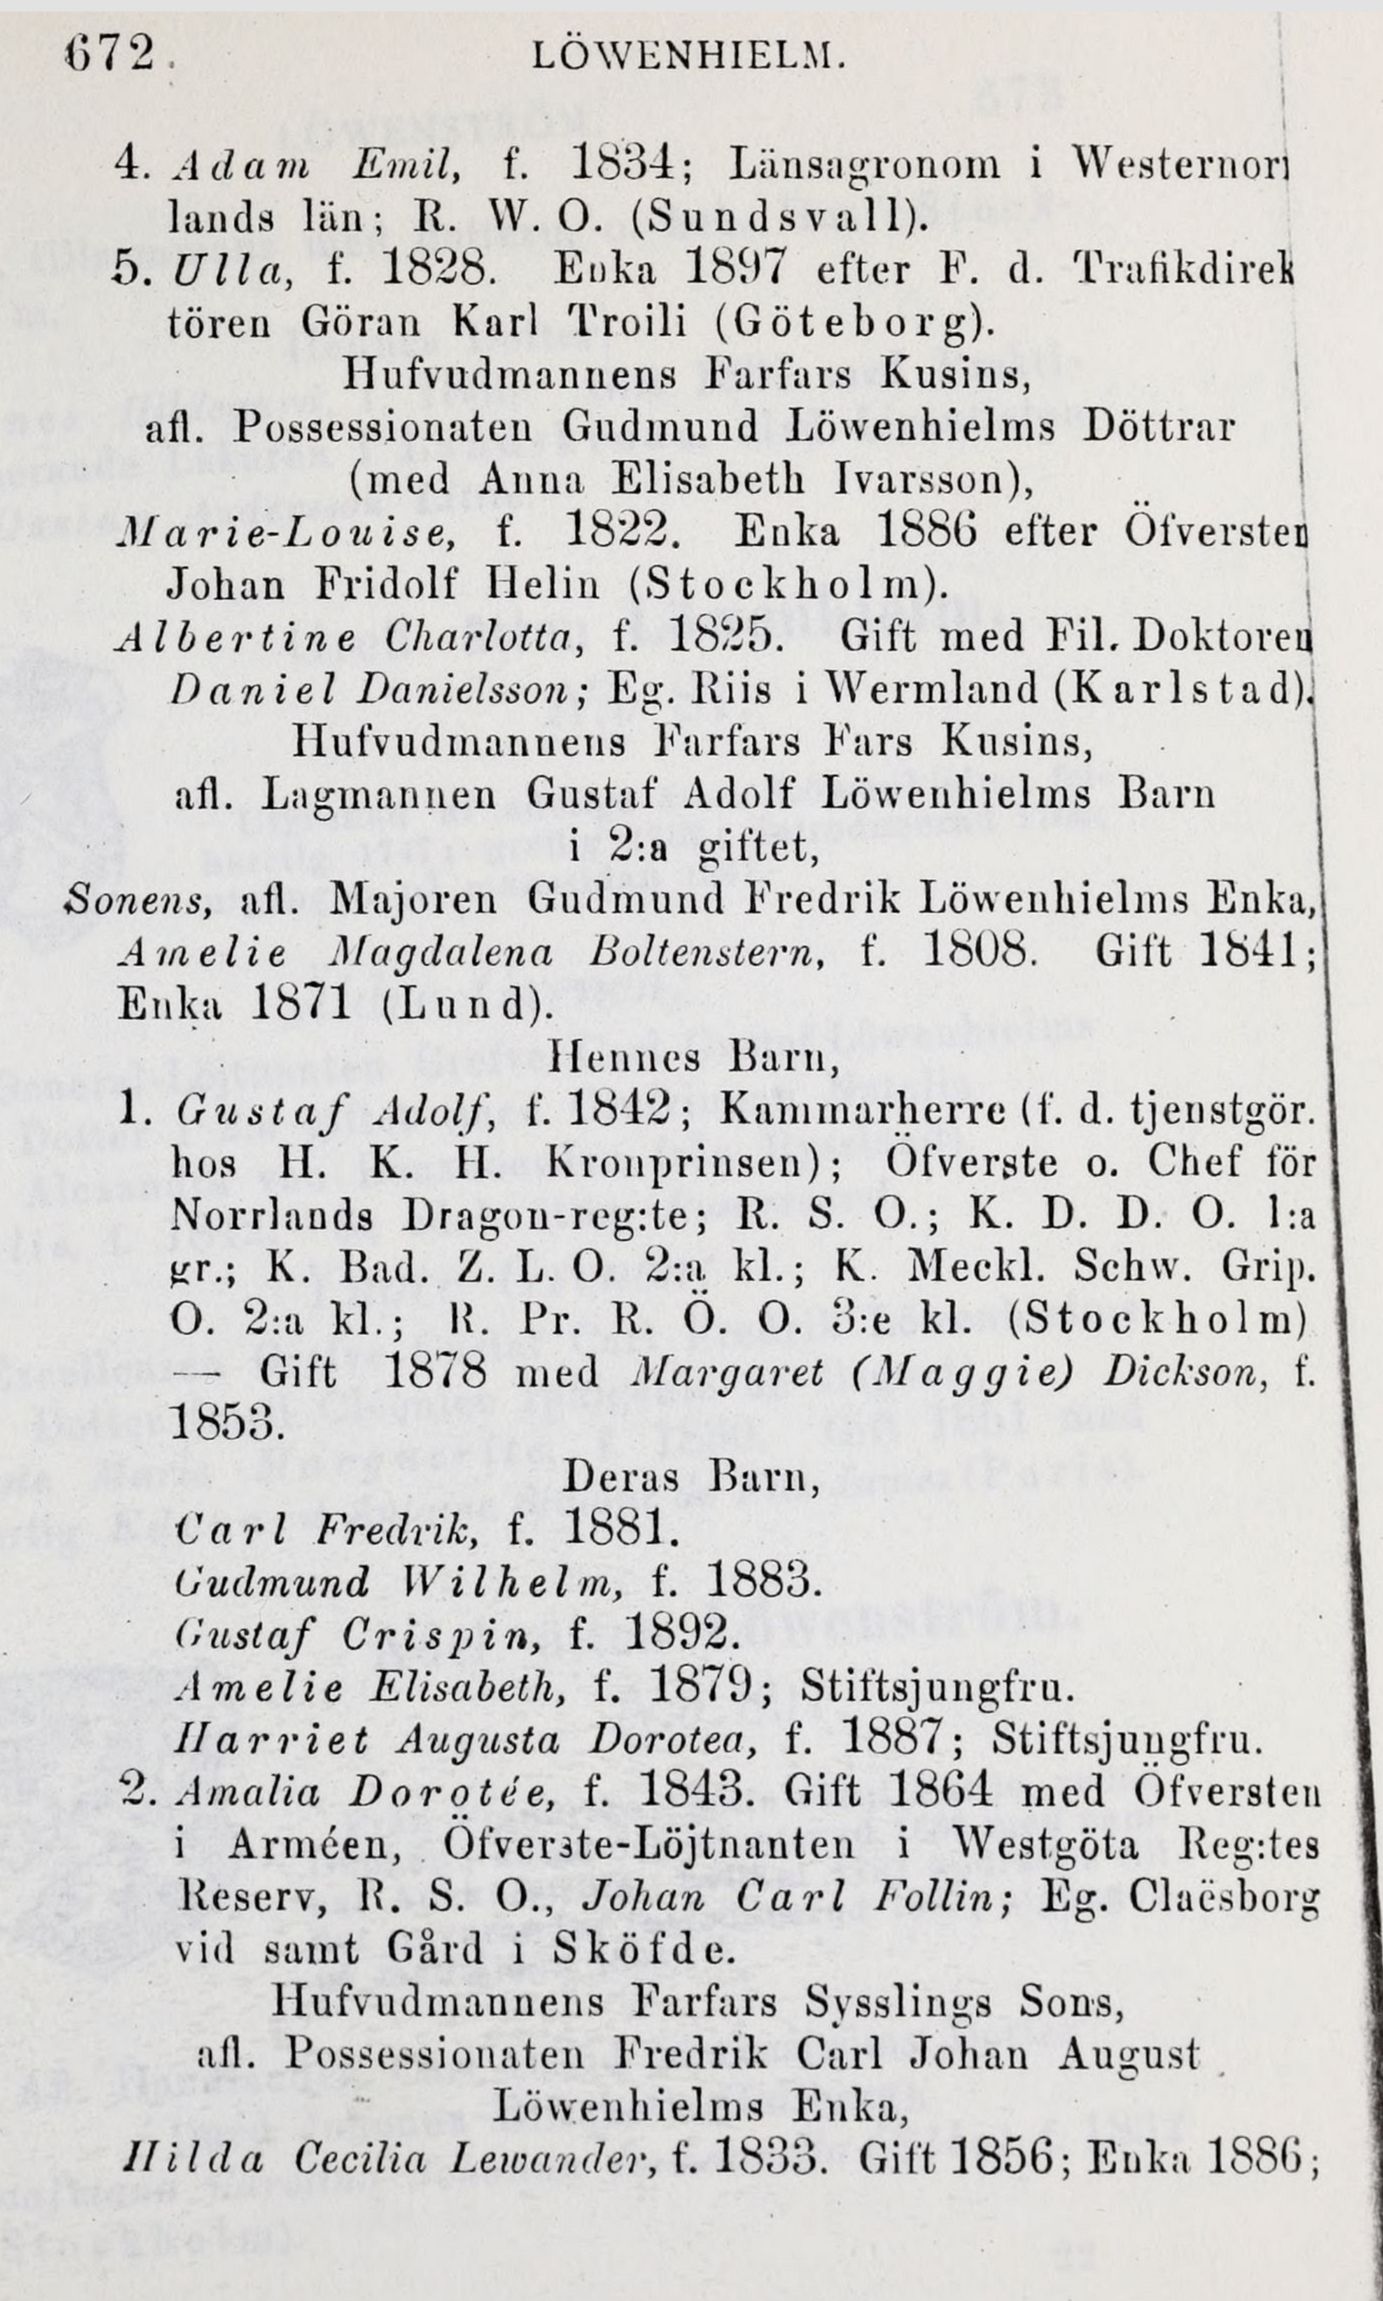 672.
LÖWENHIELM.
4. Adam Emil, f. 1834; Länsagronom i Westernorr
lands län; R. W. O. (Sundsvall).
5. Ulla, f. 1828. Enka 1897 efter F. d. Trafikdirek
tören Göran Karl Troili (Göteborg).
Hufvudmannens Farfars Kusins,
afl. Possessionaten Gudmund Löwenhielms Döttrar
(med Anna Elisabeth Ivarsson),
Marie-Louise, f. 1822. Enka 1886 efter Öfversten
Johan Fridolf Helin (Stockholm).
Albertine Charlotta, f. 1825. Gift med Fil. Doktoren
Daniel Danielsson; Eg. Riis i Wermland (Karlstad).
Hufvudmannens Farfars Fars Kusins,
afl. Lagmannen Gustaf Adolf Löwenhielms Barn
i 2:a giftet,
Sonens, afl. Majoren Gudmund Fredrik Löwenhielms Enka,
Amelie Magdalena Boltenstern, f. 1808. Gift 1841;
Enka 1871 (Lund).
Hennes Barn,
1. Gustaf Adolf, f. 1842; Kammarherre (f. d. tjenstgör.
hos H. K. H. Kronprinsen); Öfverste o. Chef för
Norrlands Dragon-reg:te; R. S. O.; K. D. D. O. 1:a
gr.; K. Bad. Z. L. O. 2:a kl.; K. Meckl. Schw. Grip.
O. 2:a kl.; R. Pr. R. Ö. O. 3:e kl. (Stockholm)
— Gift 1878 med Margaret (Maggie) Dickson, f.
1853.
Deras Barn,
Carl Fredrik, f. 1881.
Gudmund Wilhelm, f. 1883.
Gustaf Crispin, f. 1892.
Amelie Elisabeth, f. 1879; Stiftsjungfru.
Harriet Augusta Dorotea, f. 1887; Stiftsjungfru.
2. Amalia Dorotée, f. 1843. Gift 1864 med Öfversten
i Arméen, Öfverste-Löjtnanten i Westgöta Reg:tes
Reserv, R. S. O., Johan Carl Follin; Eg. Claësborg
vid samt Gård i Sköfde.
Hufvudmannens Farfars Sysslings Sons,
afl. Possessionaten Fredrik Carl Johan August
Löwenhielms Enka,
Hilda Cecilia Lewander, f. 1833. Gift 1856; Enka 1886;